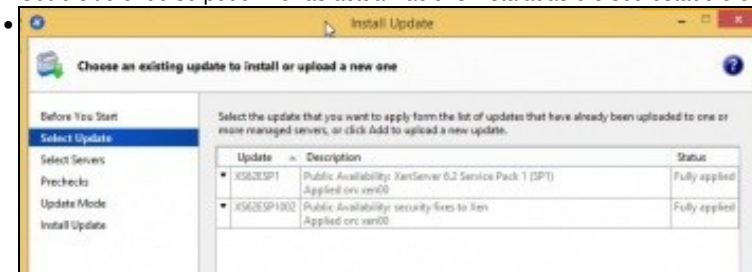 Install Update
Choose an existing update to install or upload a new one
Before You Start
Select Update
Select Servers
Prechecks
Update Mode
Install Update
Select the update that you want to apply form the list of updates that have already been uploaded to one or
more managed servers, or click Add to upload a new update.
Update Description Status
XS62ESP1 Public Availability: XenServer 6.2 Service Pack 1 (SP1) Fully applied
Applied on: xen00
XS62ESP1002 Public Availability: security fixes to Xen Fully applied
Applied on: xen00